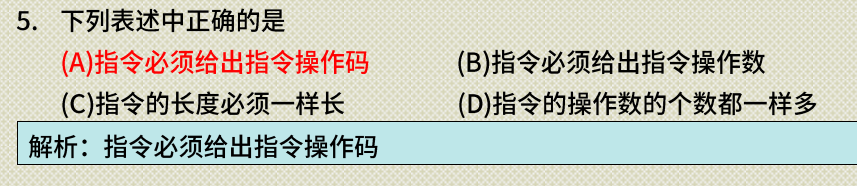 5. 下列表述中正确的是
(A)指令必须给出指令操作码 (B)指令必须给出指令操作数
(C)指令的长度必须一样长 (D)指令的操作数的个数都一样多
解析：指令必须给出指令操作码